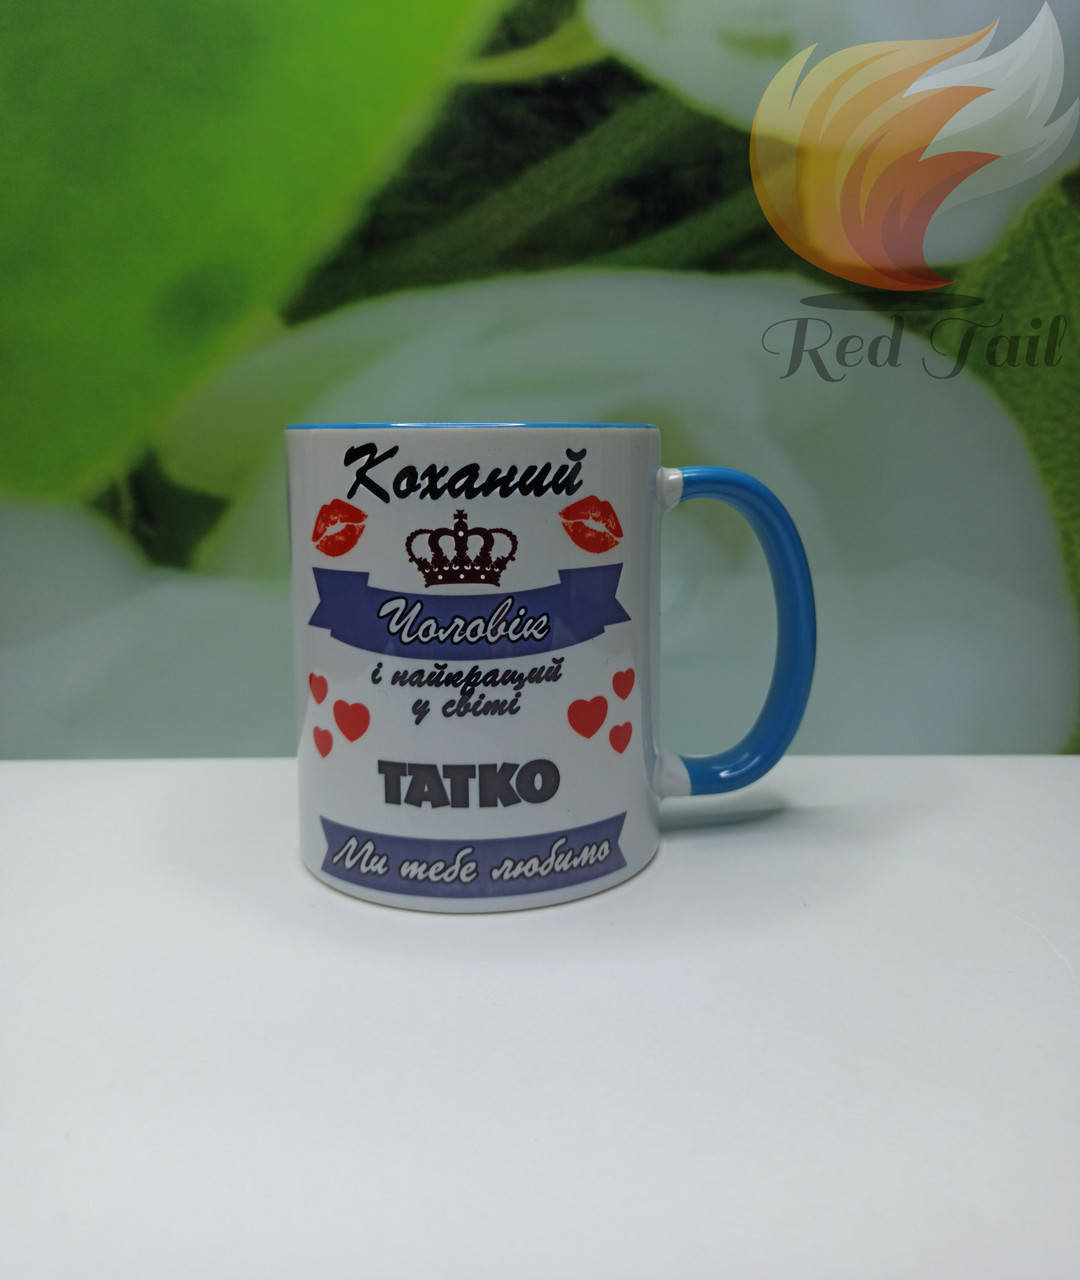 Red Tail
Коханий
Чоловік
і найкращий
у світі
ТАТКО
Ми тебе любимо